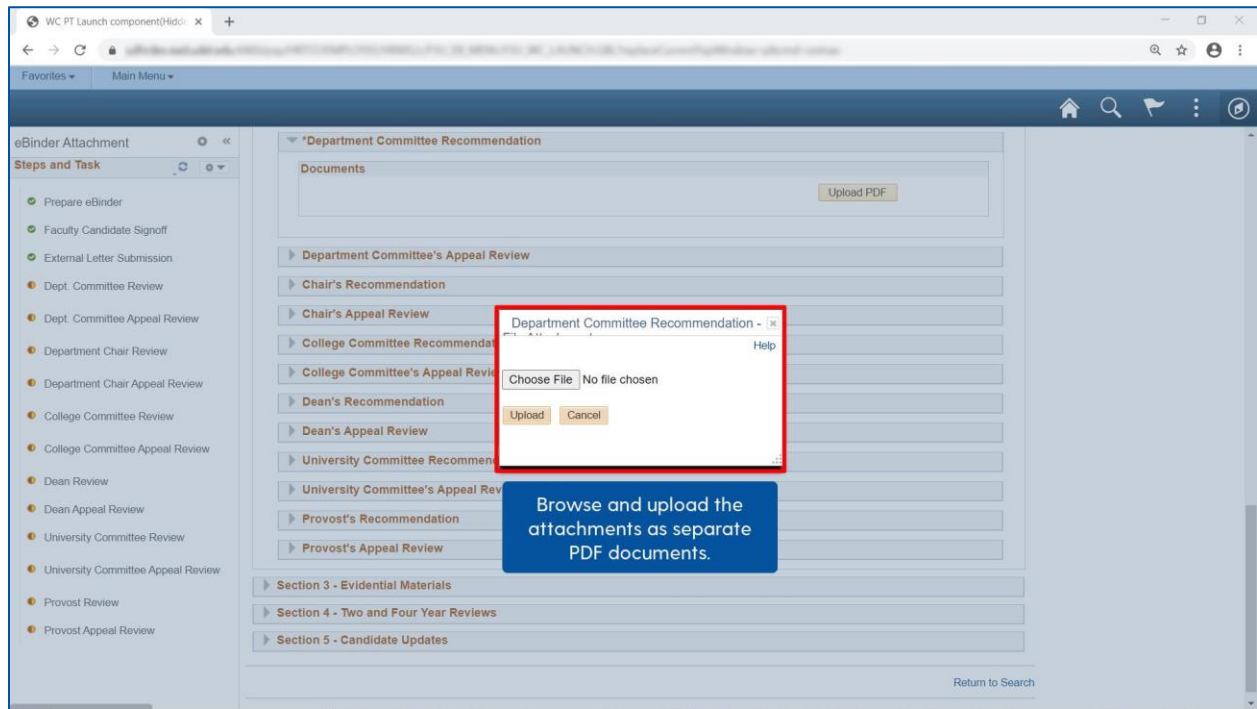 WC PT Launch component(Hidde
Favorites
Main Menu
eBinder Attachment
Steps and Task
Prepare eBinder
Faculty Candidate Signoff
External Letter Submission
Dept. Committee Review
Dept. Committee Appeal Review
Department Chair Review
Department Chair Appeal Review
College Committee Review
College Committee Appeal Review
Dean Review
Dean Appeal Review
University Committee Review
University Committee Appeal Review
Provost Review
Provost Appeal Review
*Department Committee Recommendation
Documents
Upload PDF
Department Committee's Appeal Review
Chair's Recommendation
Chair's Appeal Review
College Committee Recommendat
College Committee's Appeal Revie
Dean's Recommendation
Dean's Appeal Review
University Committee Recommen
University Committee's Appeal Rev
Provost's Recommendation
Provost's Appeal Review
Section 3 - Evidential Materials
Section 4 - Two and Four Year Reviews
Section 5 - Candidate Updates
Return to Search
Department Committee Recommendation -
Help
Choose File No file chosen
Upload Cancel
Browse and upload the
attachments as separate
PDF documents.